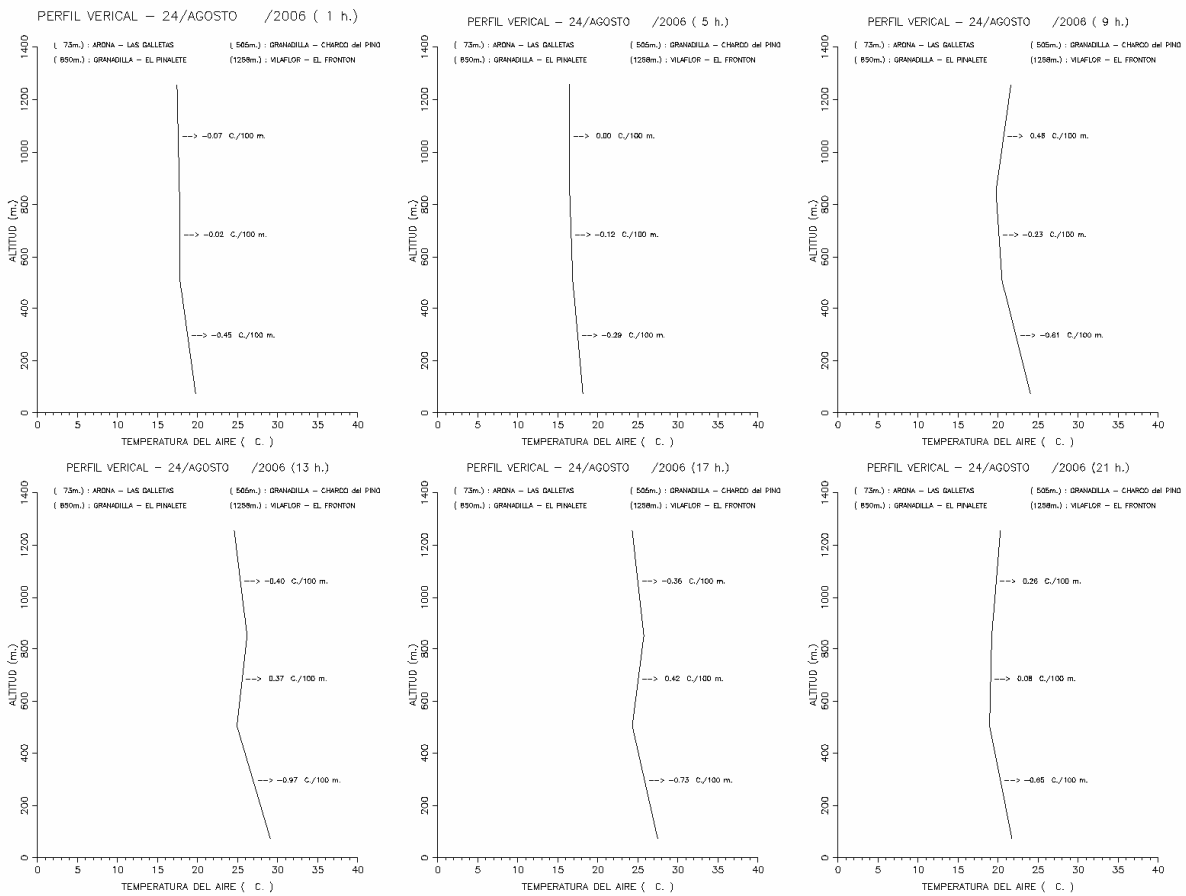 PERFIL VERICAL – 24/AGOSTO /2006 ( 1 h.)
( 73m.) : ARONA – LAS GALLETAS ( 505m.) : GRANADILLA – CHARCO del PINO
( 850m.) : GRANADILLA – EL PINALETE (1258m.) : VILAFLOR – EL FRONTON
ALTITUD (m.)
0 200 400 600 800 1000 1200 1400
--> -0.07 C./100 m.
--> -0.02 C./100 m.
--> -0.45 C./100 m.
0 5 10 15 20 25 30 35 40
TEMPERATURA DEL AIRE ( C. )
PERFIL VERICAL – 24/AGOSTO /2006 ( 5 h.)
( 73m.) : ARONA – LAS GALLETAS ( 505m.) : GRANADILLA – CHARCO del PINO
( 850m.) : GRANADILLA – EL PINALETE (1258m.) : VILAFLOR – EL FRONTON
ALTITUD (m.)
0 200 400 600 800 1000 1200 1400
--> 0.00 C./100 m.
--> -0.12 C./100 m.
--> -0.29 C./100 m.
0 5 10 15 20 25 30 35 40
TEMPERATURA DEL AIRE ( C. )
PERFIL VERICAL – 24/AGOSTO /2006 ( 9 h.)
( 73m.) : ARONA – LAS GALLETAS ( 505m.) : GRANADILLA – CHARCO del PINO
( 850m.) : GRANADILLA – EL PINALETE (1258m.) : VILAFLOR – EL FRONTON
ALTITUD (m.)
0 200 400 600 800 1000 1200 1400
--> -0.23 C./100 m.
--> -0.81 C./100 m.
0 5 10 15 20 25 30 35 40
TEMPERATURA DEL AIRE ( C. )
PERFIL VERICAL – 24/AGOSTO /2006 (13 h.)
( 73m.) : ARONA – LAS GALLETAS ( 505m.) : GRANADILLA – CHARCO del PINO
( 850m.) : GRANADILLA – EL PINALETE (1258m.) : VILAFLOR – EL FRONTON
ALTITUD (m.)
0 200 400 600 800 1000 1200 1400
--> -0.40 C./100 m.
--> 0.37 C./100 m.
--> -0.97 C./100 m.
0 5 10 15 20 25 30 35 40
TEMPERATURA DEL AIRE ( C. )
PERFIL VERICAL – 24/AGOSTO /2006 (17 h.)
( 73m.) : ARONA – LAS GALLETAS ( 505m.) : GRANADILLA – CHARCO del PINO
( 850m.) : GRANADILLA – EL PINALETE (1258m.) : VILAFLOR – EL FRONTON
ALTITUD (m.)
0 200 400 600 800 1000 1200 1400
--> -0.36 C./100 m.
--> 0.42 C./100 m.
--> -0.73 C./100 m.
0 5 10 15 20 25 30 35 40
TEMPERATURA DEL AIRE ( C. )
PERFIL VERICAL – 24/AGOSTO /2006 (21 h.)
( 73m.) : ARONA – LAS GALLETAS ( 505m.) : GRANADILLA – CHARCO del PINO
( 850m.) : GRANADILLA – EL PINALETE (1258m.) : VILAFLOR – EL FRONTON
ALTITUD (m.)
0 200 400 600 800 1000 1200 1400
--> 0.26 C./100 m.
--> 0.08 C./100 m.
--> -0.65 C./100 m.
0 5 10 15 20 25 30 35 40
TEMPERATURA DEL AIRE ( C. )